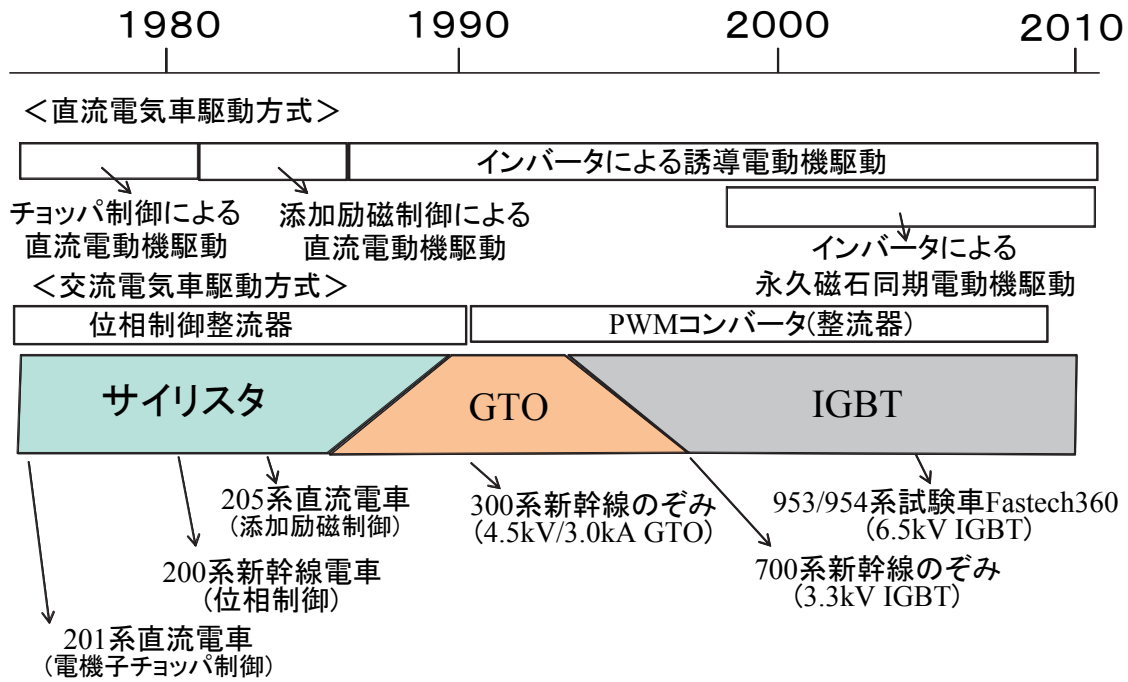 1980 1990 2000 2010
＜直流電気車駆動方式＞
インバータによる誘導電動機駆動
チョッパ制御による
直流電動機駆動
添加励磁制御による
直流電動機駆動
インバータによる
永久磁石同期電動機駆動
＜交流電気車駆動方式＞
位相制御整流器
PWMコンバータ(整流器)
サイリスタ
GTO
IGBT
205系直流電車
(添加励磁制御)
300系新幹線のぞみ
(4.5kV/3.0kA GTO)
953/954系試験車Fastech360
(6.5kV IGBT)
200系新幹線電車
(位相制御)
700系新幹線のぞみ
(3.3kV IGBT)
201系直流電車
(電機子チョッパ制御)